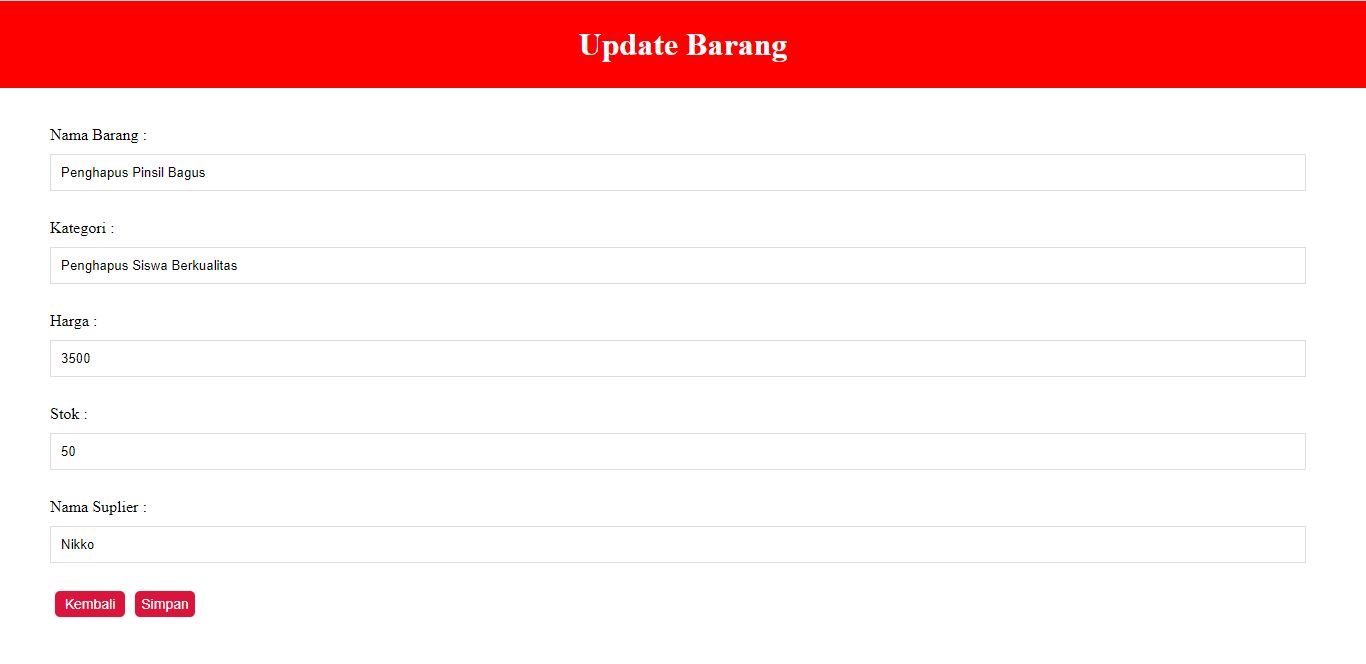 Update Barang
Nama Barang :
Penghapus Pinsil Bagus
Kategori :
Penghapus Siswa Berkualitas
Harga :
3500
Stok :
50
Nama Suplier :
Nikko
Kembali Simpan